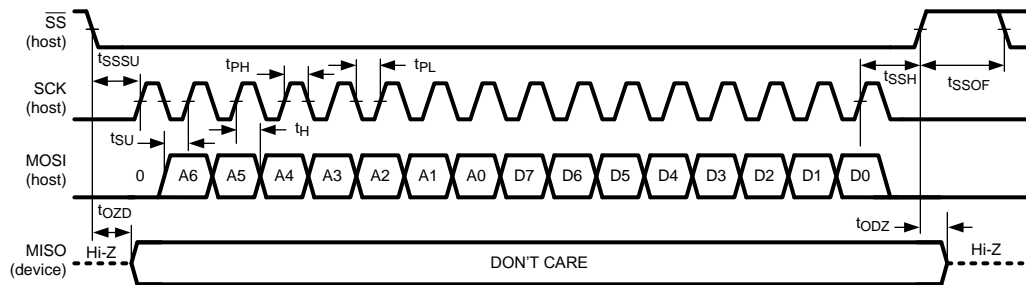 SS
(host)
tSSSU
tPH
tPL
tSSH
tSSOF
SCK
(host)
tSU
tH
MOSI
(host)
0 A6 A5 A4 A3 A2 A1 A0 D7 D6 D5 D4 D3 D2 D1 D0
tOZD
tODZ
MISO
(device)
Hi-Z
DON'T CARE
Hi-Z